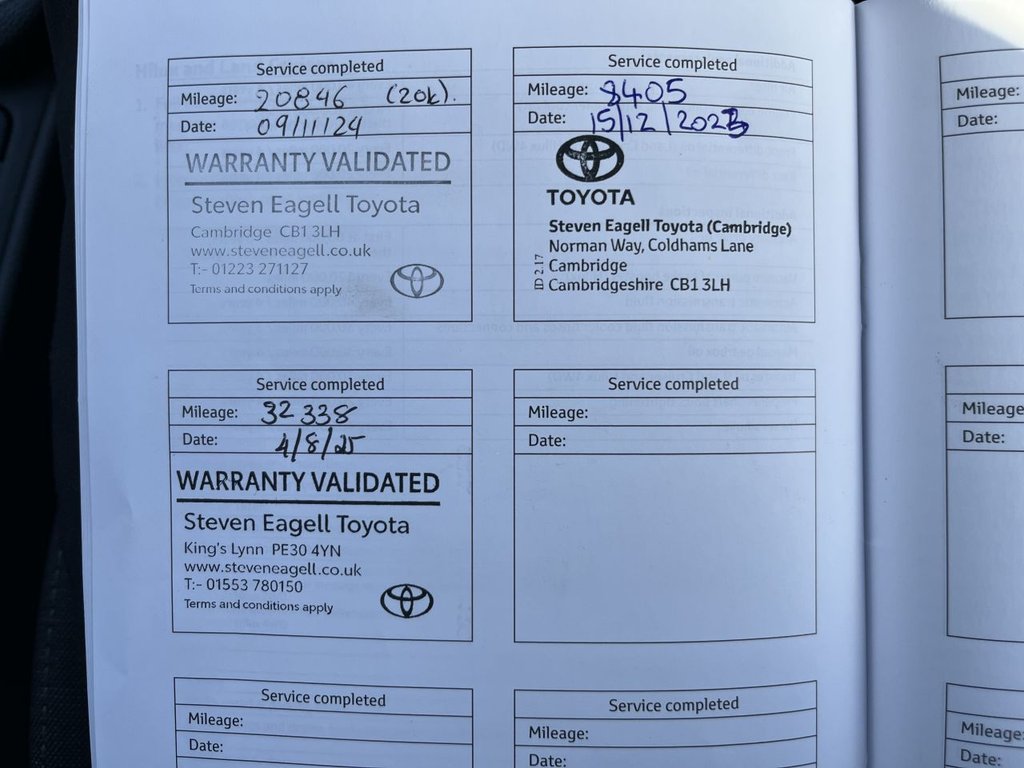 Service completed
Mileage: 20846 (20k).
Date: 09/11/24
WARRANTY VALIDATED
Steven Eagell Toyota
Cambridge CB1 3LH
www.steveneagell.co.uk
T:- 01223 271127
Terms and conditions apply
Service completed
Mileage: 8405
Date: 15/12/2023
TOYOTA
Steven Eagell Toyota (Cambridge)
Norman Way, Coldhams Lane
Cambridge
Cambridgeshire CB1 3LH
ID 2.17
Service completed
Mileage: 32 338
Date: 4/8/25
WARRANTY VALIDATED
Steven Eagell Toyota
King's Lynn PE30 4YN
www.steveneagell.co.uk
T:- 01553 780150
Terms and conditions apply
Service completed
Mileage:
Date:
Service completed
Mileage:
Date:
Service completed
Mileage:
Date:
Mileage:
Date:
Mileage
Date:
Mileage:
Date: